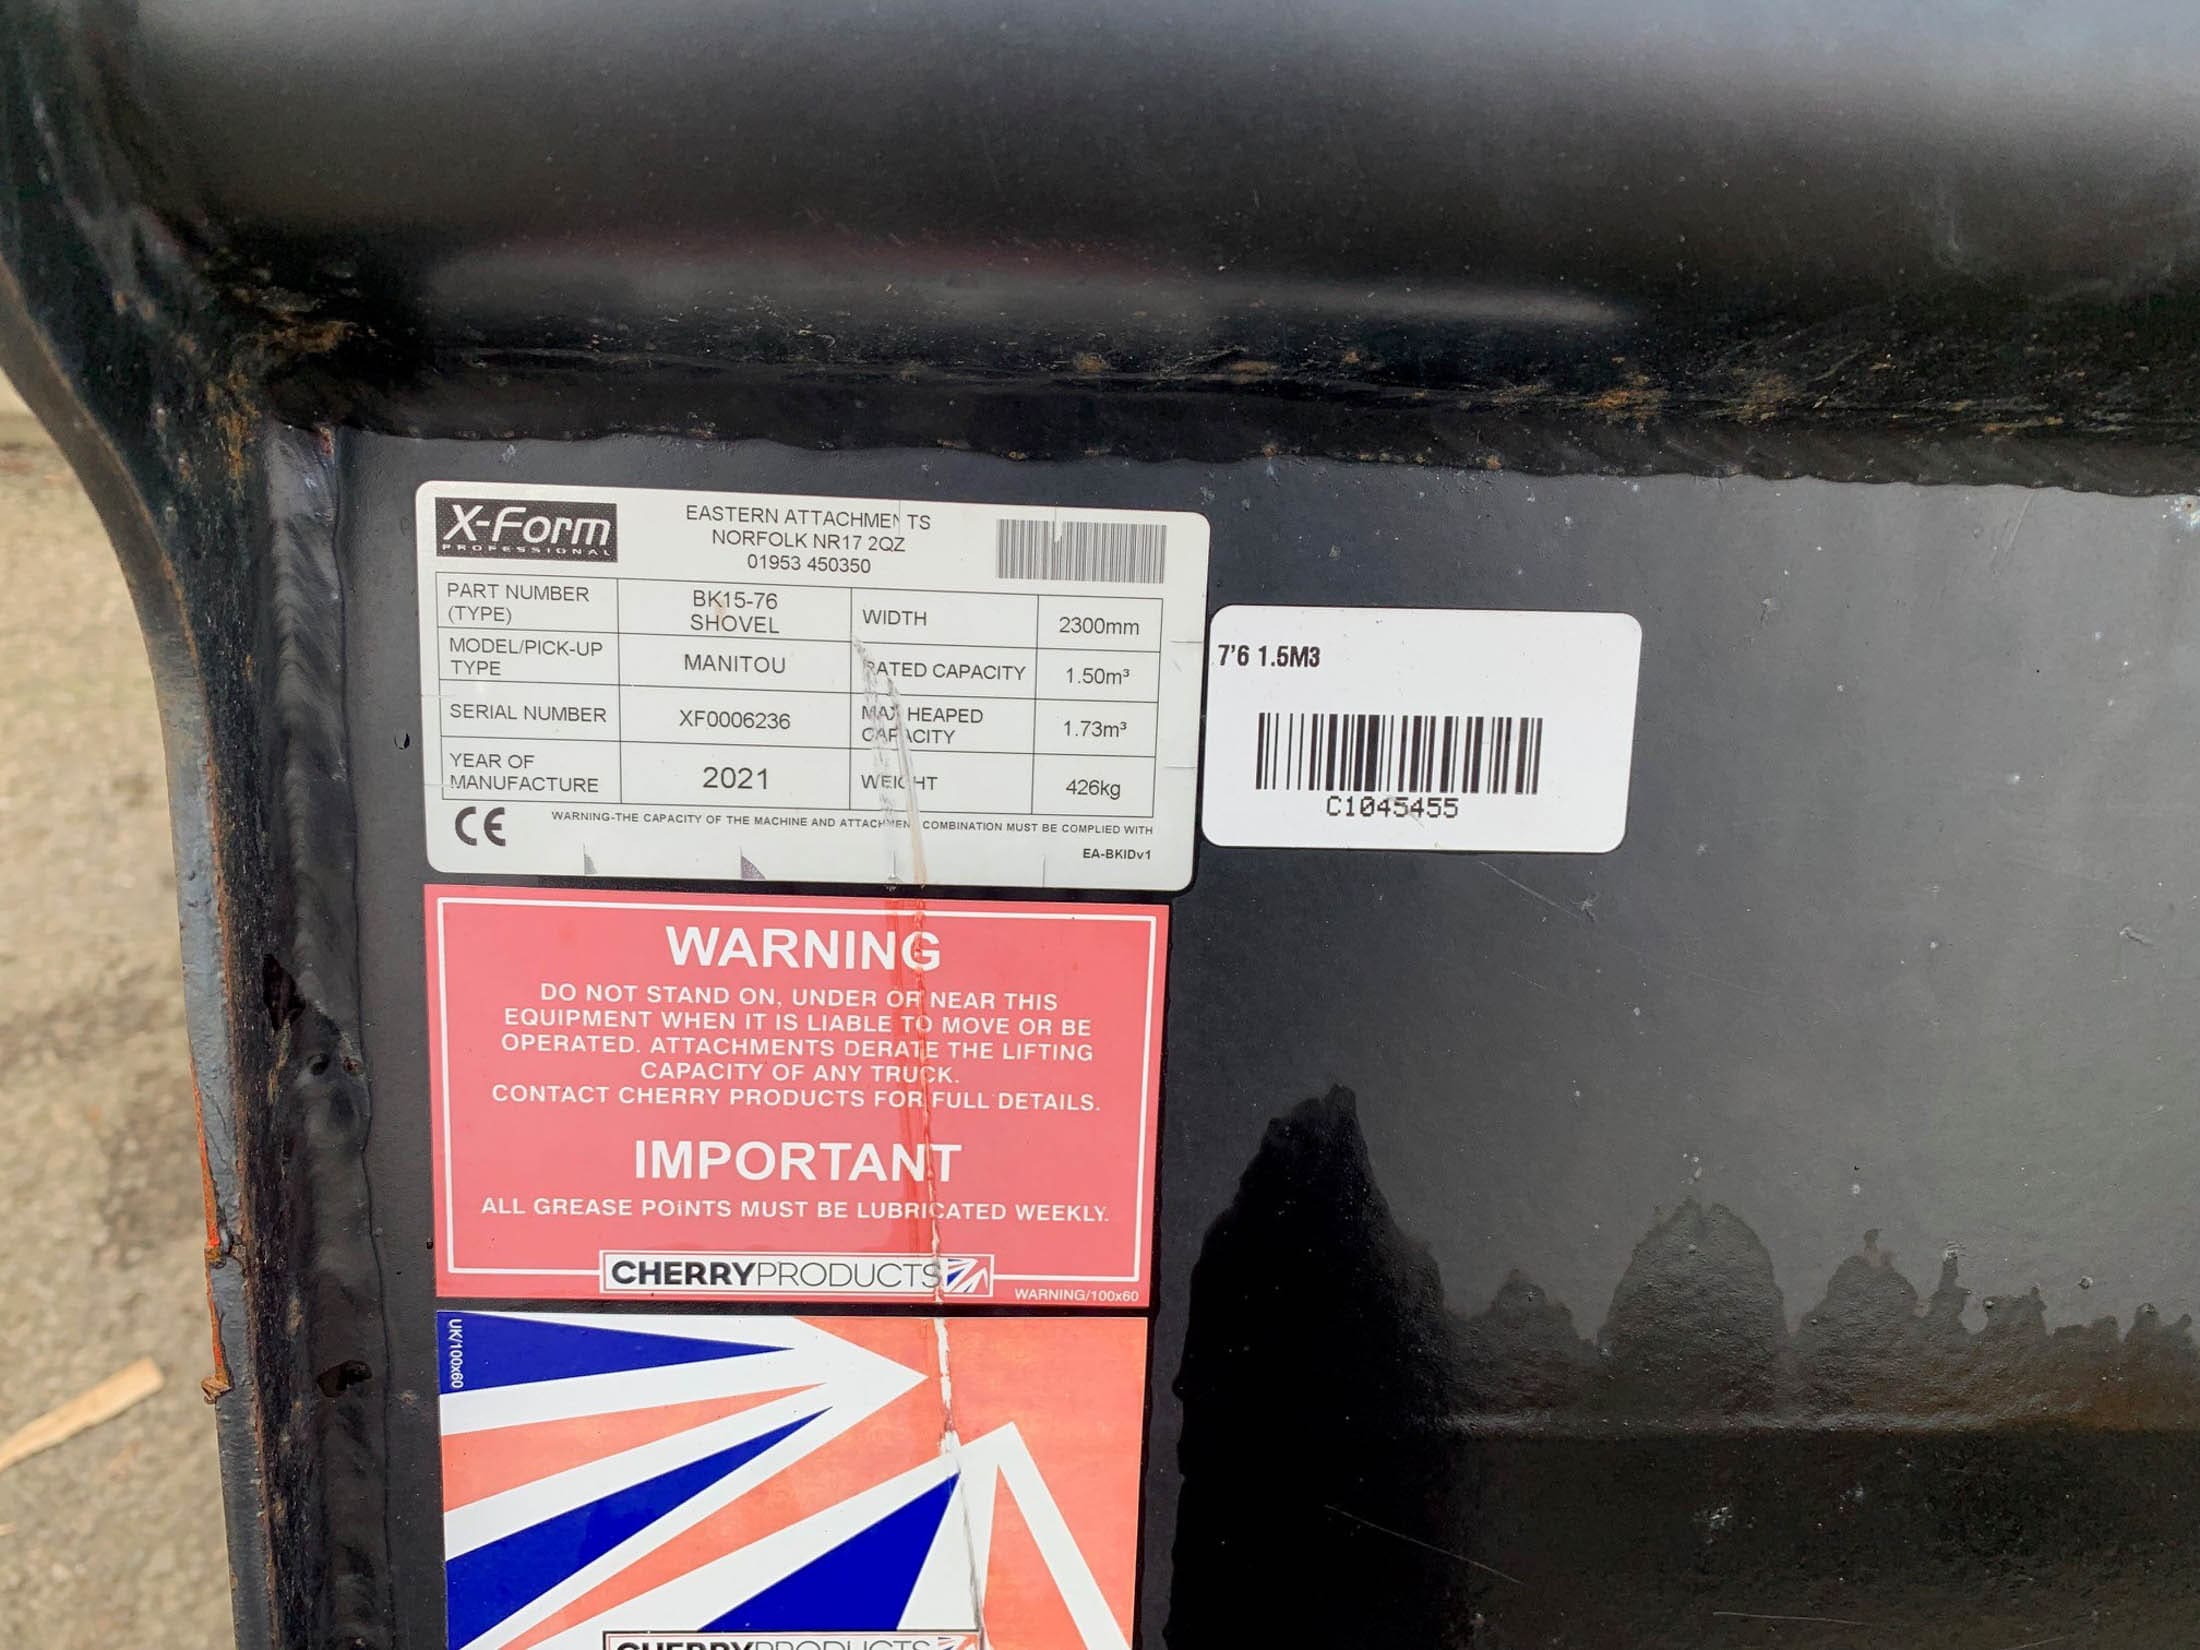 X-Form
PROFESSIONAL
EASTERN ATTACHMENTS
NORFOLK NR17 2QZ
01953 450350
PART NUMBER
(TYPE)
BK15-76
SHOVEL
WIDTH
2300mm
MODEL/PICK-UP
TYPE
MANITOU
RATED CAPACITY
1.50m³
SERIAL NUMBER
XF0006236
MAX HEAPED
CAPACITY
1.73m³
YEAR OF
MANUFACTURE
2021
WEIGHT
426kg
CE
WARNING-THE CAPACITY OF THE MACHINE AND ATTACHMENT COMBINATION MUST BE COMPLIED WITH
EA-BKIDv1
7'6 1.5M3
C1045455
WARNING
DO NOT STAND ON, UNDER OR NEAR THIS
EQUIPMENT WHEN IT IS LIABLE TO MOVE OR BE
OPERATED. ATTACHMENTS DERATE THE LIFTING
CAPACITY OF ANY TRUCK.
CONTACT CHERRY PRODUCTS FOR FULL DETAILS.
IMPORTANT
ALL GREASE POINTS MUST BE LUBRICATED WEEKLY.
CHERRYPRODUCTS
WARNING/100x60
UK/100x60
CHERRYPRODUCTS